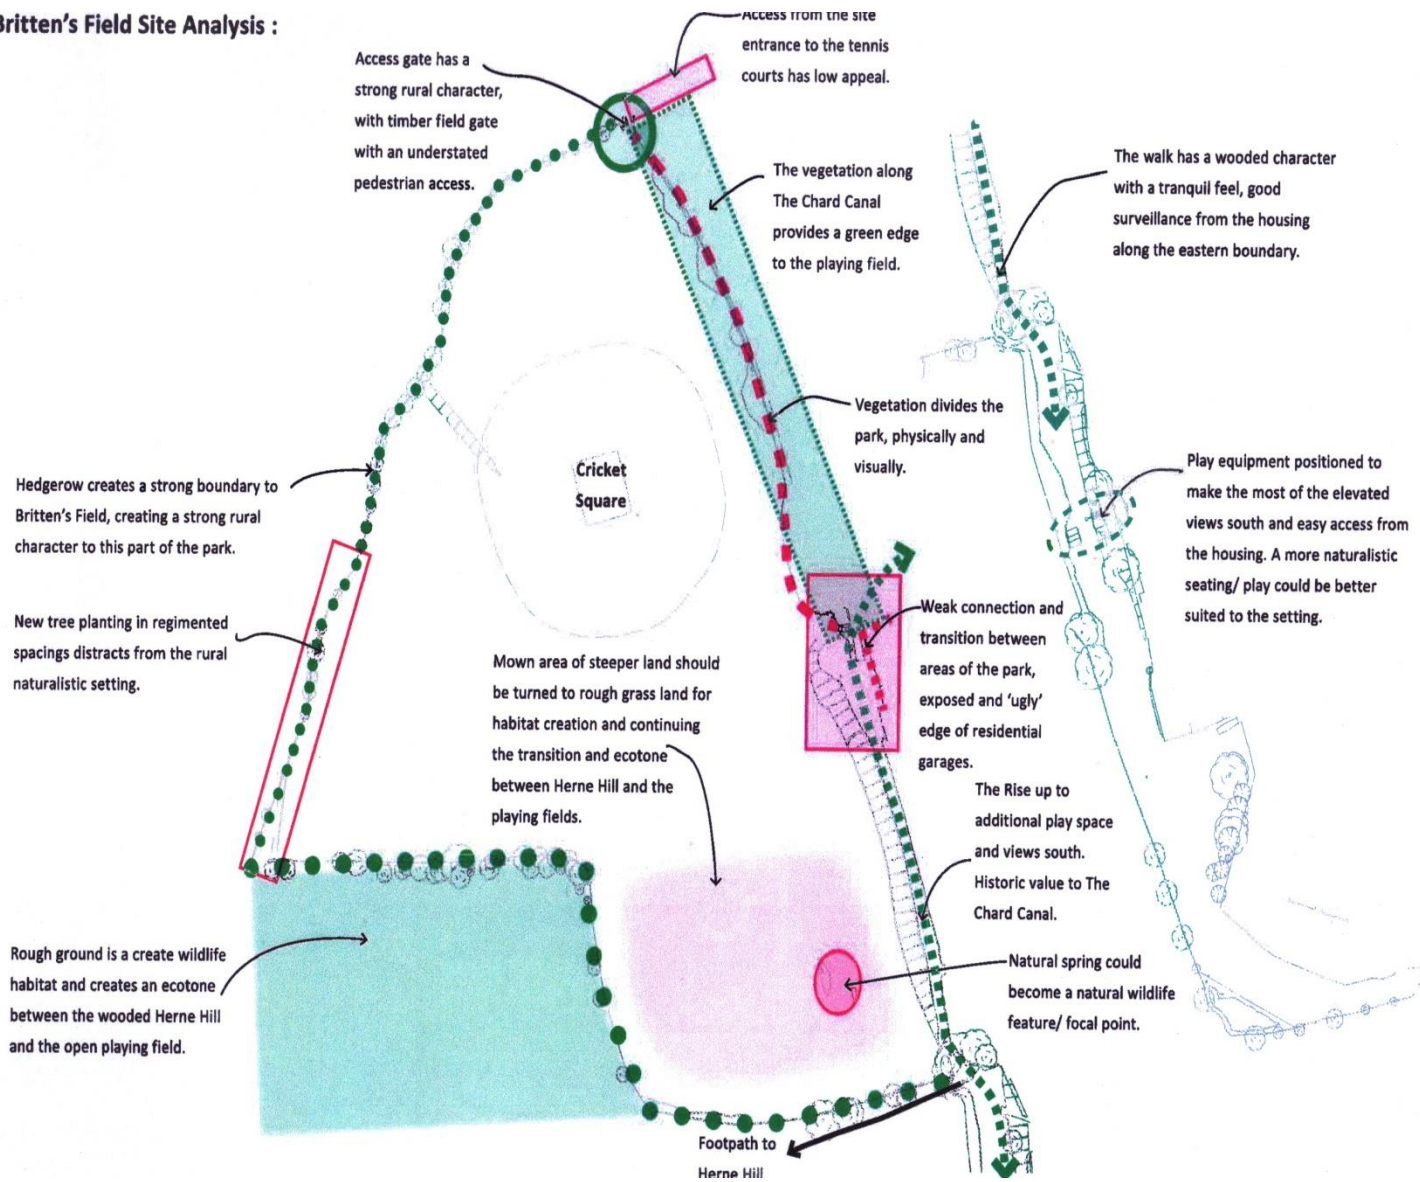 Britten's Field Site Analysis :
Access gate has a
strong rural character,
with timber field gate
with an understated
pedestrian access.
Access from the site
entrance to the tennis
courts has low appeal.
The vegetation along
The Chard Canal
provides a green edge
to the playing field.
The walk has a wooded character
with a tranquil feel, good
surveillance from the housing
along the eastern boundary.
Vegetation divides the
park, physically and
visually.
Cricket
Square
Hedgerow creates a strong boundary to
Britten's Field, creating a strong rural
character to this part of the park.
Play equipment positioned to
make the most of the elevated
views south and easy access from
the housing. A more naturalistic
seating/ play could be better
suited to the setting.
New tree planting in regimented
spacings distracts from the rural
naturalistic setting.
Weak connection and
transition between
areas of the park,
exposed and 'ugly'
edge of residential
garages.
Mown area of steeper land should
be turned to rough grass land for
habitat creation and continuing
the transition and ecotone
between Herne Hill and the
playing fields.
The Rise up to
additional play space
and views south.
Historic value to The
Chard Canal.
Rough ground is a create wildlife
habitat and creates an ecotone
between the wooded Herne Hill
and the open playing field.
Natural spring could
become a natural wildlife
feature/ focal point.
Footpath to
Herne Hill